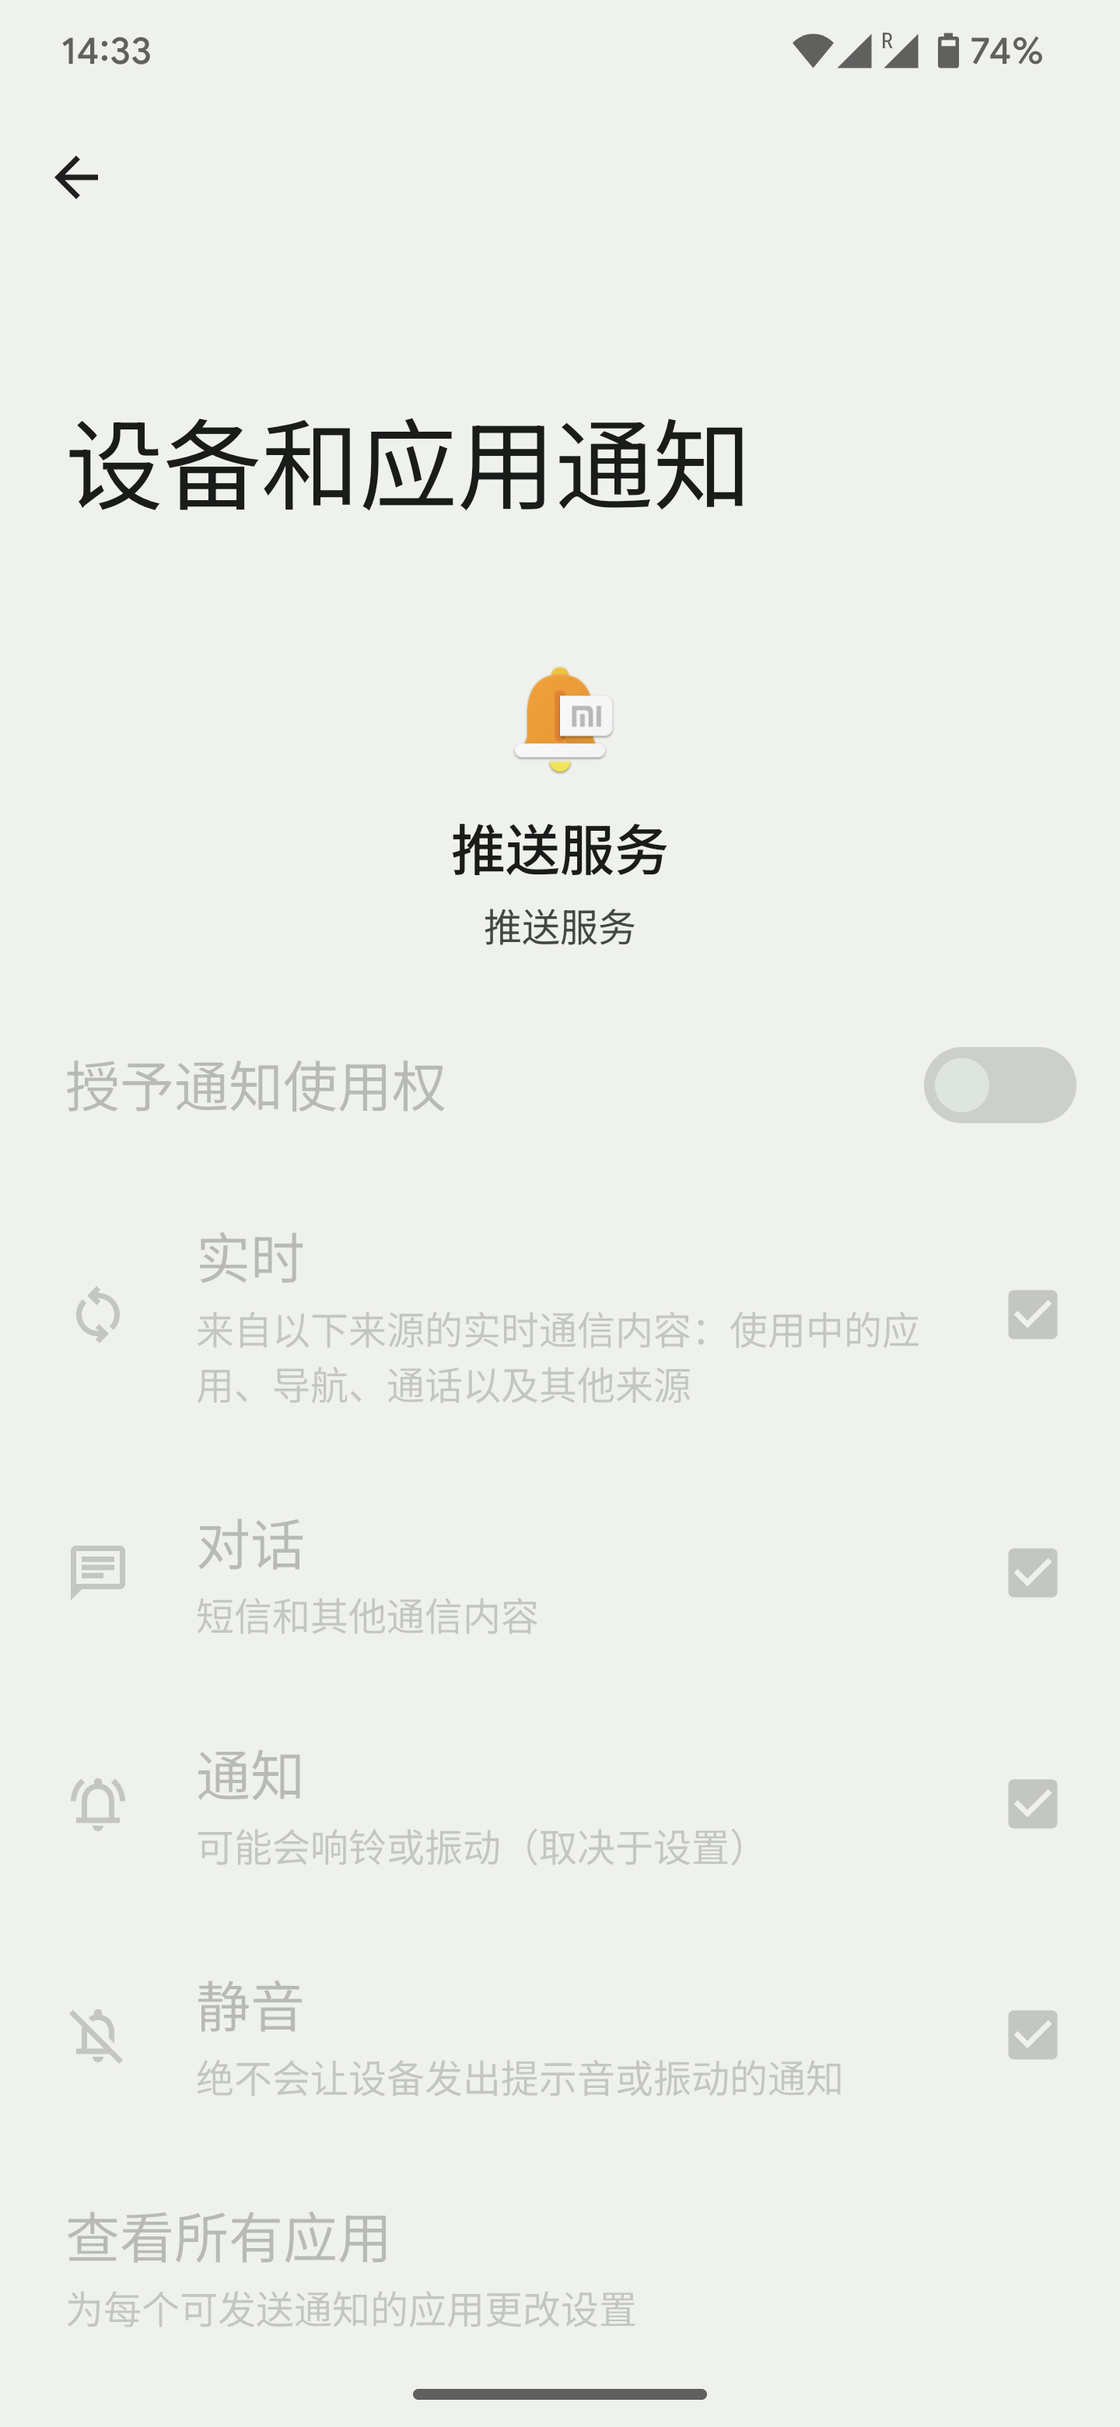 14:33
R
74%
设备和应用通知
推送服务
推送服务
授予通知使用权
实时
来自以下来源的实时通信内容：使用中的应
用、导航、通话以及其他来源
对话
短信和其他通信内容
通知
可能会响铃或振动（取决于设置）
静音
绝不会让设备发出提示音或振动的通知
查看所有应用
为每个可发送通知的应用更改设置